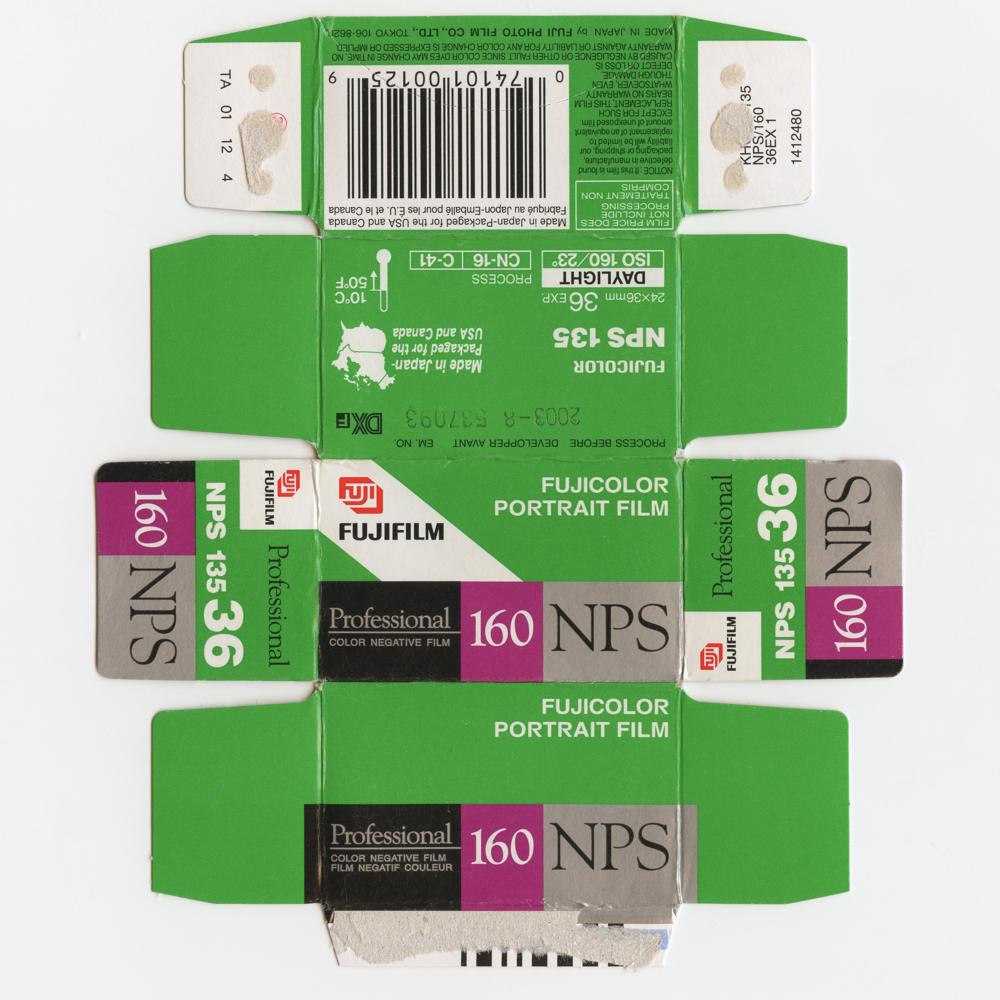 MADE IN JAPAN by FUJI PHOTO FILM CO., LTD., TOKYO 106-862
WARRANTY AGAINST OR LIABILITY FOR ANY COLOR CHANGE IS EXPRESSED OR IMPLIED.
CAUSED BY NEGLIGENCE OR OTHER FAULT. SINCE COLOR DYES MAY CHANGE IN TIME, NO
DEFECT OR LOSS IS
THOUGH DAMAGE,
WHATSOEVER, EVEN
BEARS NO WARRANTY
REPLACEMENT, THIS FILM
EXCEPT FOR SUCH
amount of unexposed film.
replacement of an equivalent
liability will be limited to
packaging or shipping, our
defective in manufacture,
NOTICE: If this film is found
FILM PRICE DOES
NOT INCLUDE
PROCESSING
TRAITEMENT NON
COMPRIS
0 74101 00125 9
Made in Japan-Packaged for the USA and Canada
Fabriqué au Japon-Emballé pour les É.U. et le Canada
TA 01 12 4
KH 135
NPS/160
36EX 1
1412480
ISO 160/23°
DAYLIGHT
24×36mm 36 EXP.
PROCESS
CN-16 C-41
10°C
50°F
NPS 135
FUJICOLOR
Made in Japan-
Packaged for the
USA and Canada
2003-8 537093
DX
PROCESS BEFORE DEVELOPPER AVANT EM. NO.
FUJIFILM
Professional
NPS 135 36
160 NPS
FUJI
FUJIFILM
FUJICOLOR
PORTRAIT FILM
Professional
COLOR NEGATIVE FILM
160
NPS
FUJIFILM
Professional
NPS 135 36
160 NPS
FUJICOLOR
PORTRAIT FILM
Professional
COLOR NEGATIVE FILM
FILM NEGATIF COULEUR
160
NPS